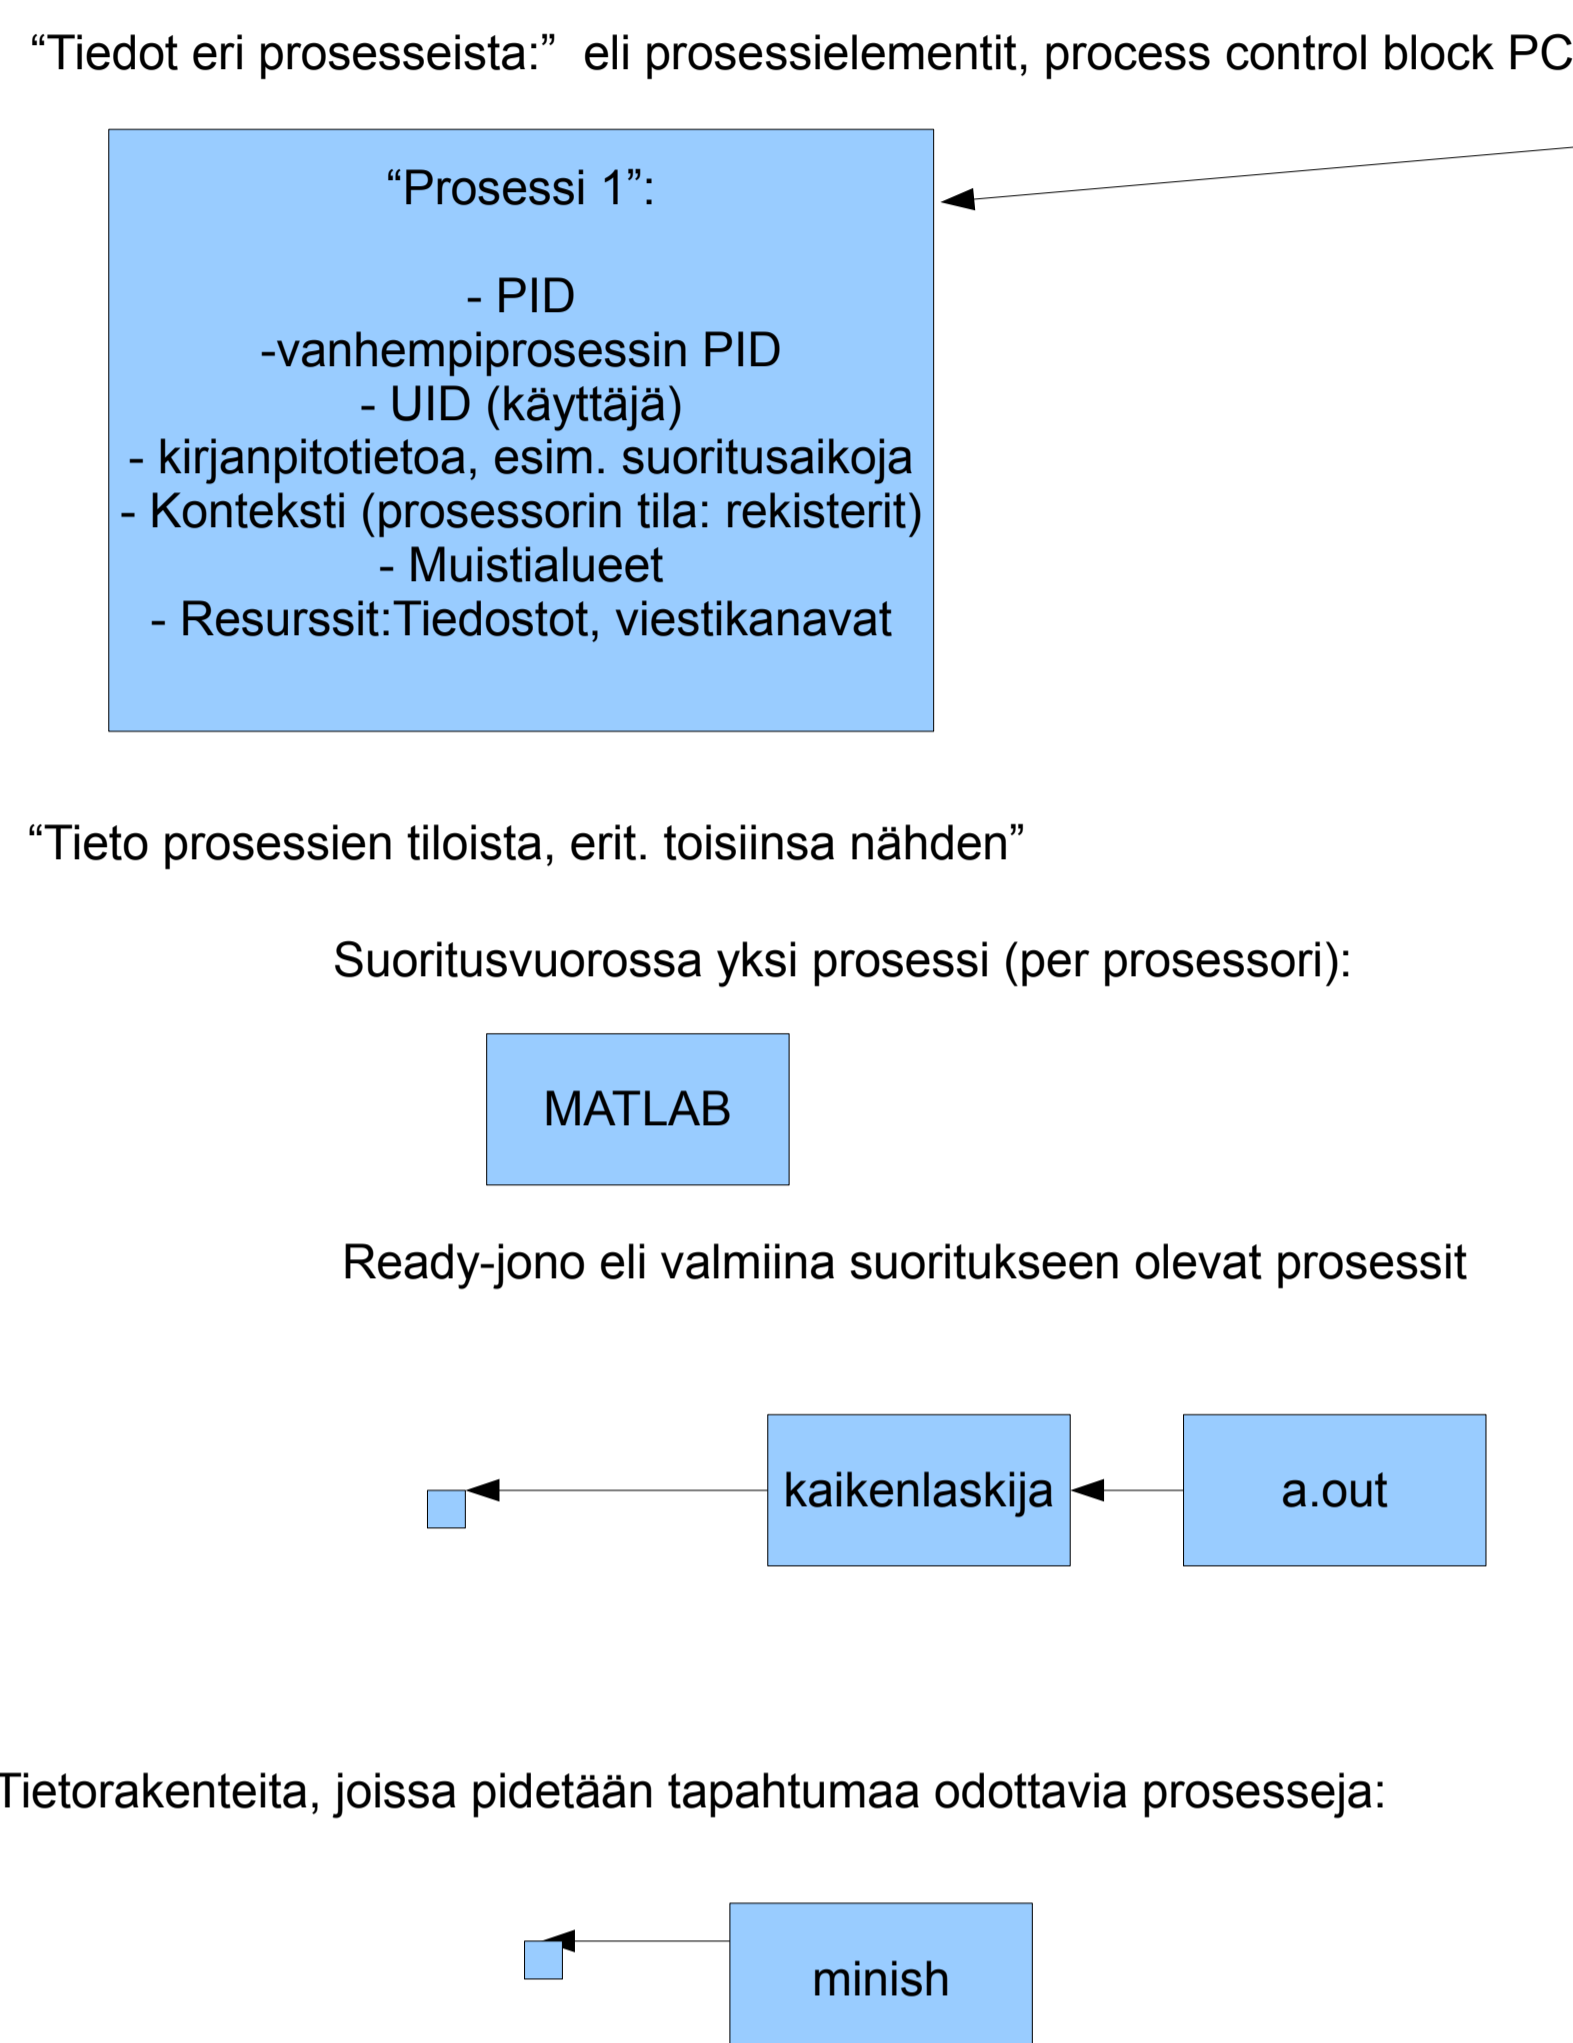 “Tiedot eri prosesseista:”  eli prosessielementit, process control block PC
“Prosessi 1”:
- PID
-vanhempiprosessin PID
- UID (käyttäjä)
- kirjanpitotietoa, esim. suoritusaikoja
- Konteksti (prosessorin tila: rekisterit)
- Muistialueet
- Resurssit:Tiedostot, viestikanavat
“Tieto prosessien tiloista, erit. toisiinsa nähden”
Suoritusvuorossa yksi prosessi (per prosessori):
MATLAB
Ready-jono eli valmiina suoritukseen olevat prosessit
kaikenlaskija
a.out
Tietorakenteita, joissa pidetään tapahtumaa odottavia prosesseja:
minish